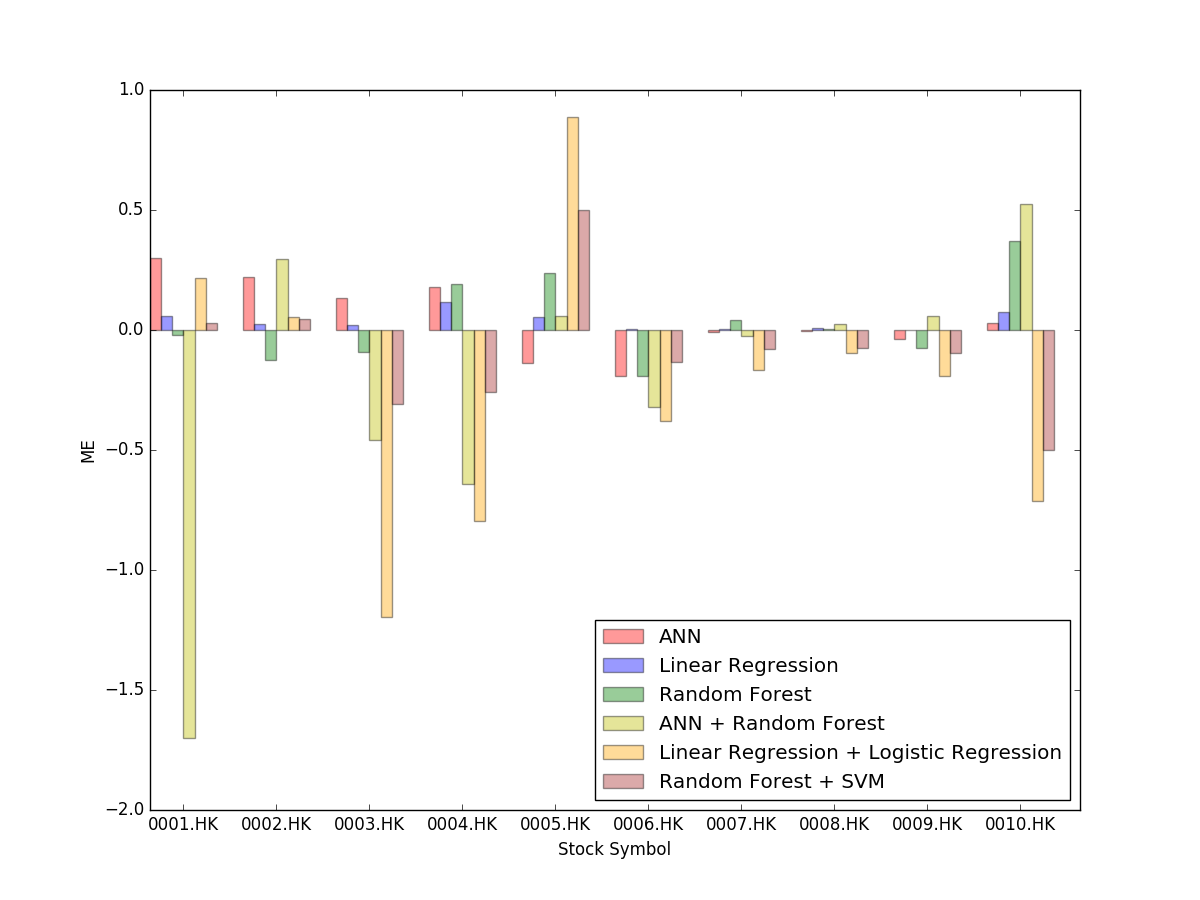 1.0
0.5
0.0
−0.5
−1.0
−1.5
−2.0
ME
ANN
Linear Regression
Random Forest
ANN + Random Forest
Linear Regression + Logistic Regression
Random Forest + SVM
0001.HK 0002.HK 0003.HK 0004.HK 0005.HK 0006.HK 0007.HK 0008.HK 0009.HK 0010.HK
Stock Symbol